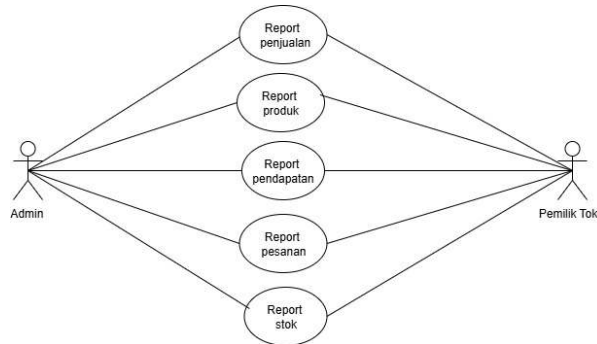 Report
penjualan
Report
produk
Report
pendapatan
Report
pesanan
Report
stok
Admin
Pemilik Tok